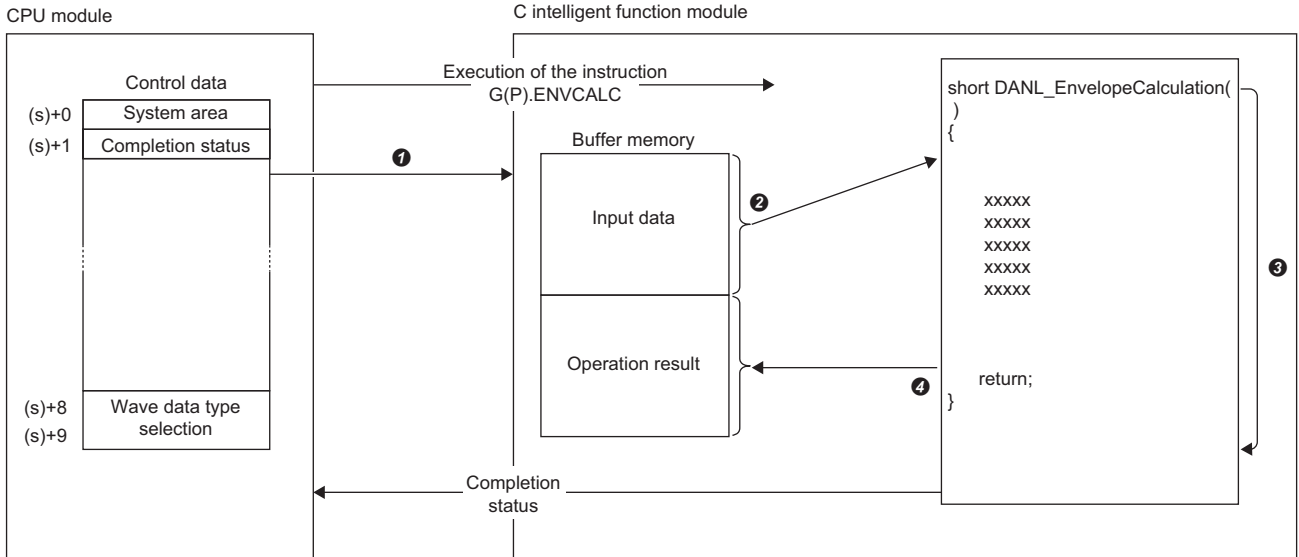 CPU module
C intelligent function module
Control data
(s)+0
System area
(s)+1
Completion status
(s)+8
(s)+9
Wave data type
selection
Execution of the instruction
G(P).ENVCALC
1
Buffer memory
Input data
2
Operation result
4
short DANL_EnvelopeCalculation(
)
{
xxxxx
xxxxx
xxxxx
xxxxx
xxxxx
return;
}
3
Completion
status